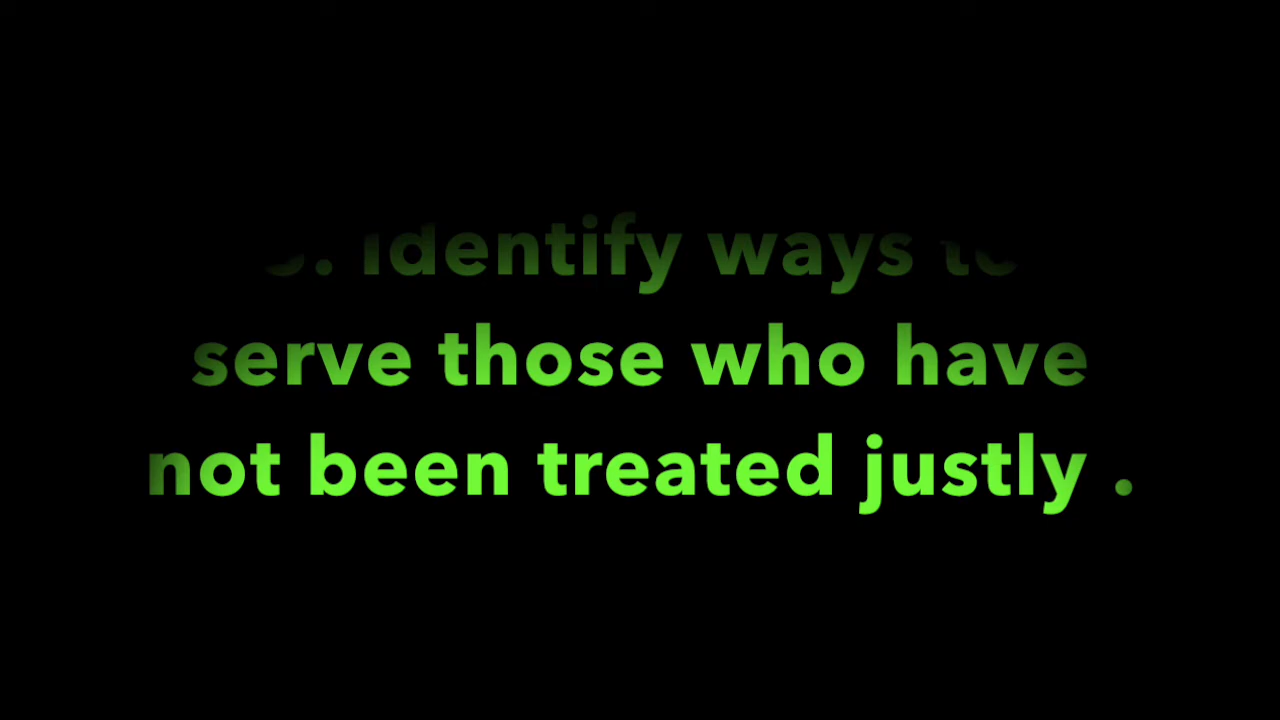 . Identify ways to
serve those who have
not been treated justly .